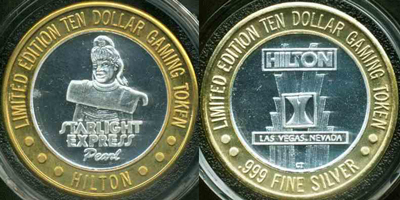 LIMITED EDITION TEN DOLLAR GAMING TOKEN
STARLIGHT
EXPRESS
Pearl
HILTON
LIMITED EDITION TEN DOLLAR GAMING TOKEN
HILTON
LAS VEGAS, NEVADA
CT
.999 FINE SILVER